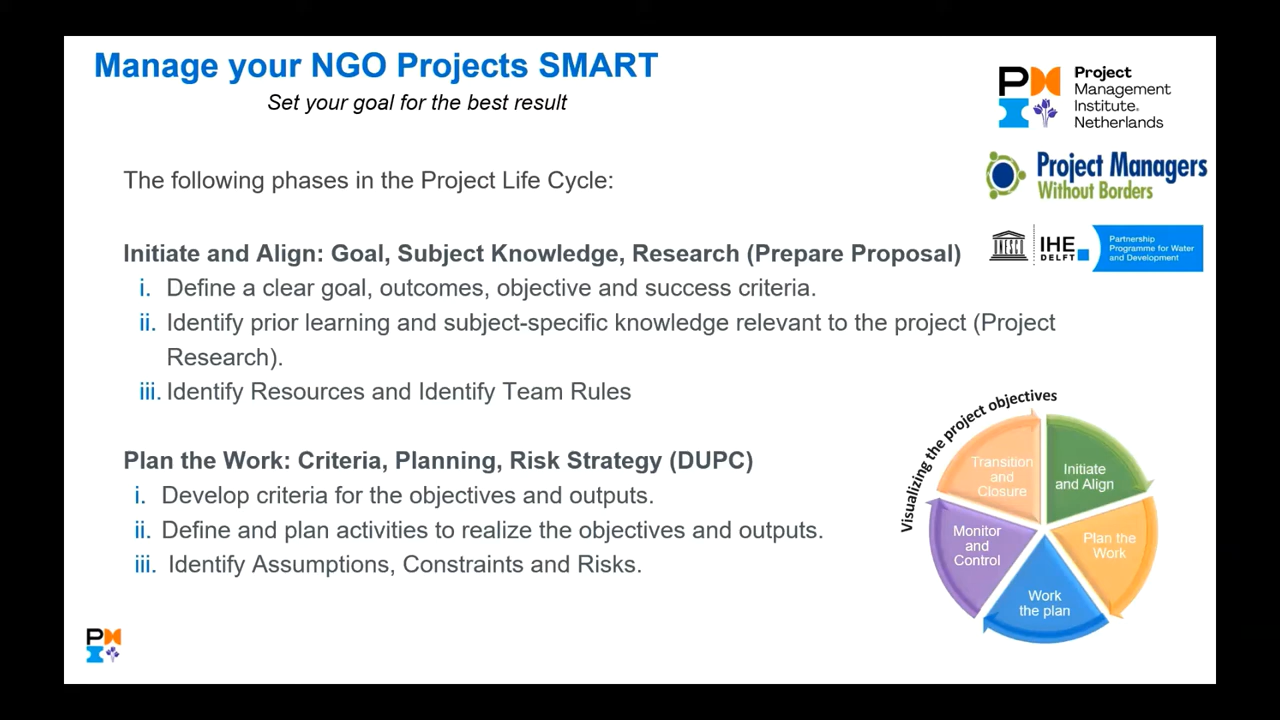 Manage your NGO Projects SMART
Set your goal for the best result
Project
Management
Institute.
Netherlands
Project Managers
Without Borders
UNESCO
IHE
DELFT
Partnership
Programme for Water
and Development
The following phases in the Project Life Cycle:
Initiate and Align: Goal, Subject Knowledge, Research (Prepare Proposal)
i. Define a clear goal, outcomes, objective and success criteria.
ii. Identify prior learning and subject-specific knowledge relevant to the project (Project
Research).
iii. Identify Resources and Identify Team Rules
Plan the Work: Criteria, Planning, Risk Strategy (DUPC)
i. Develop criteria for the objectives and outputs.
ii. Define and plan activities to realize the objectives and outputs.
iii. Identify Assumptions, Constraints and Risks.
Visualizing the project objectives
Transition
and
Closure
Initiate
and Align
Monitor
and
Control
Plan the
Work
Work
the plan